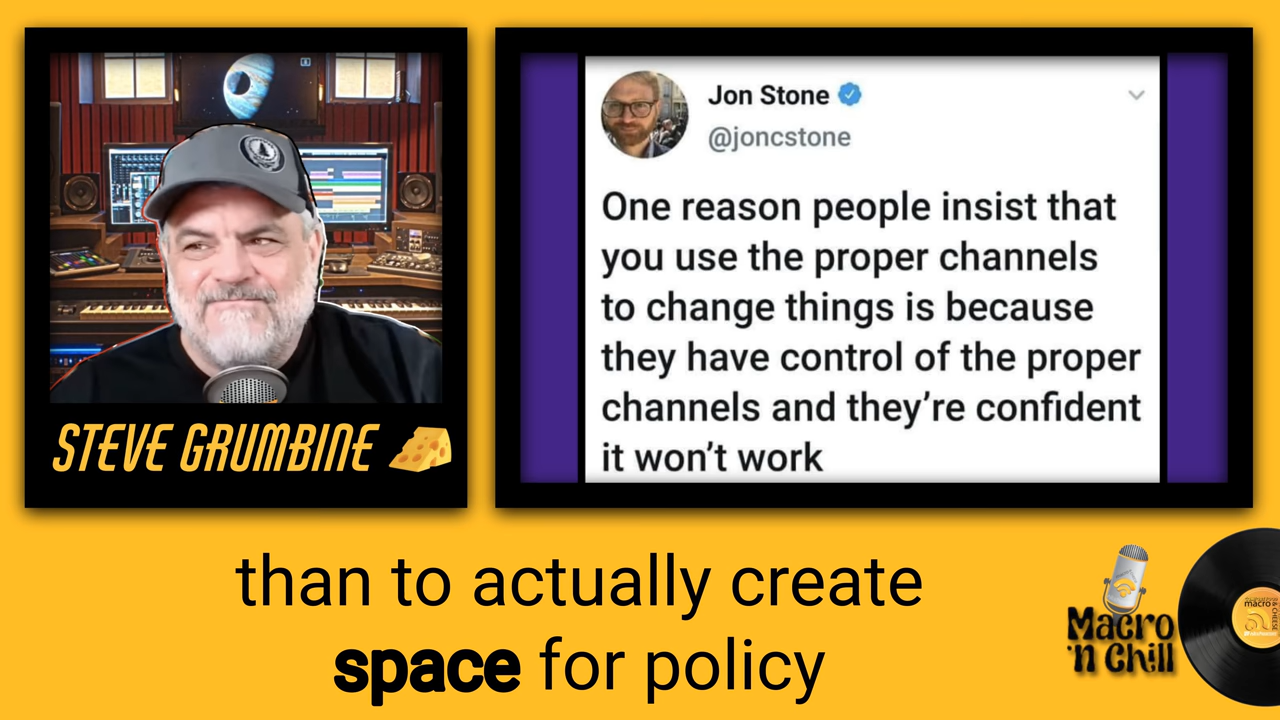 STEVE GRUMBINE
Jon Stone
@joncstone
One reason people insist that
you use the proper channels
to change things is because
they have control of the proper
channels and they're confident
it won't work
than to actually create
space for policy
Macro
'N Chill
macro
& CHEESE